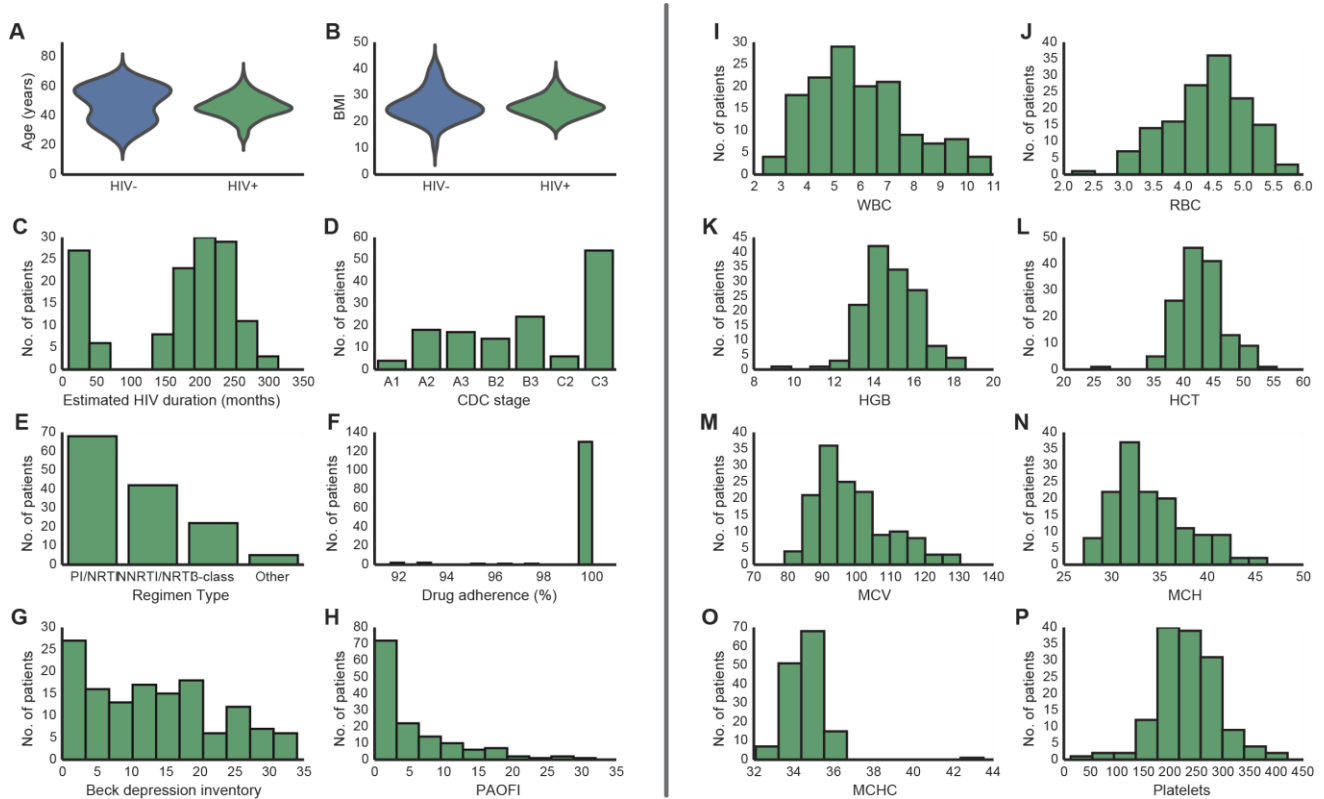 A
Age (years)
80
60
40
20
0
HIV-
HIV+
B
BMI
50
40
30
20
10
0
HIV-
HIV+
C
No. of patients
30
25
20
15
10
5
0
0 50 100 150 200 250 300 350
Estimated HIV duration (months)
D
No. of patients
60
50
40
30
20
10
0
A1 A2 A3 B2 B3 C2 C3
CDC stage
E
No. of patients
70
60
50
40
30
20
10
0
PI/NRTI NNRTI/NRTI 3-class Other
Regimen Type
F
No. of patients
140
120
100
80
60
40
20
0
92 94 96 98 100
Drug adherence (%)
G
No. of patients
30
25
20
15
10
5
0
0 5 10 15 20 25 30 35
Beck depression inventory
H
No. of patients
80
70
60
50
40
30
20
10
0
0 5 10 15 20 25 30 35
PAOFI
I
No. of patients
30
25
20
15
10
5
0
2 3 4 5 6 7 8 9 10 11
WBC
J
No. of patients
40
35
30
25
20
15
10
5
0
2.0 2.5 3.0 3.5 4.0 4.5 5.0 5.5 6.0
RBC
K
No. of patients
45
40
35
30
25
20
15
10
5
0
8 10 12 14 16 18 20
HGB
L
No. of patients
50
40
30
20
10
0
20 25 30 35 40 45 50 55 60
HCT
M
No. of patients
40
35
30
25
20
15
10
5
0
70 80 90 100 110 120 130 140
MCV
N
No. of patients
40
35
30
25
20
15
10
5
0
25 30 35 40 45 50
MCH
O
No. of patients
70
60
50
40
30
20
10
0
32 34 36 38 40 42 44
MCHC
P
No. of patients
40
35
30
25
20
15
10
5
0
0 50 100 150 200 250 300 350 400 450
Platelets